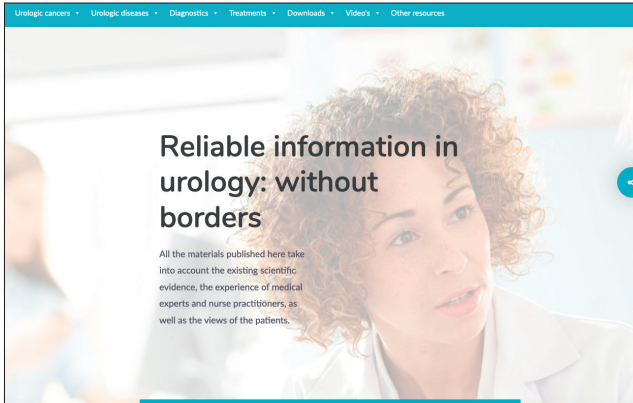 Urologic cancers Urologic diseases Diagnostics Treatments Downloads Video's Other resources
Reliable information in
urology: without
borders
All the materials published here take
into account the existing scientific
evidence, the experience of medical
experts and nurse practitioners, as
well as the views of the patients.